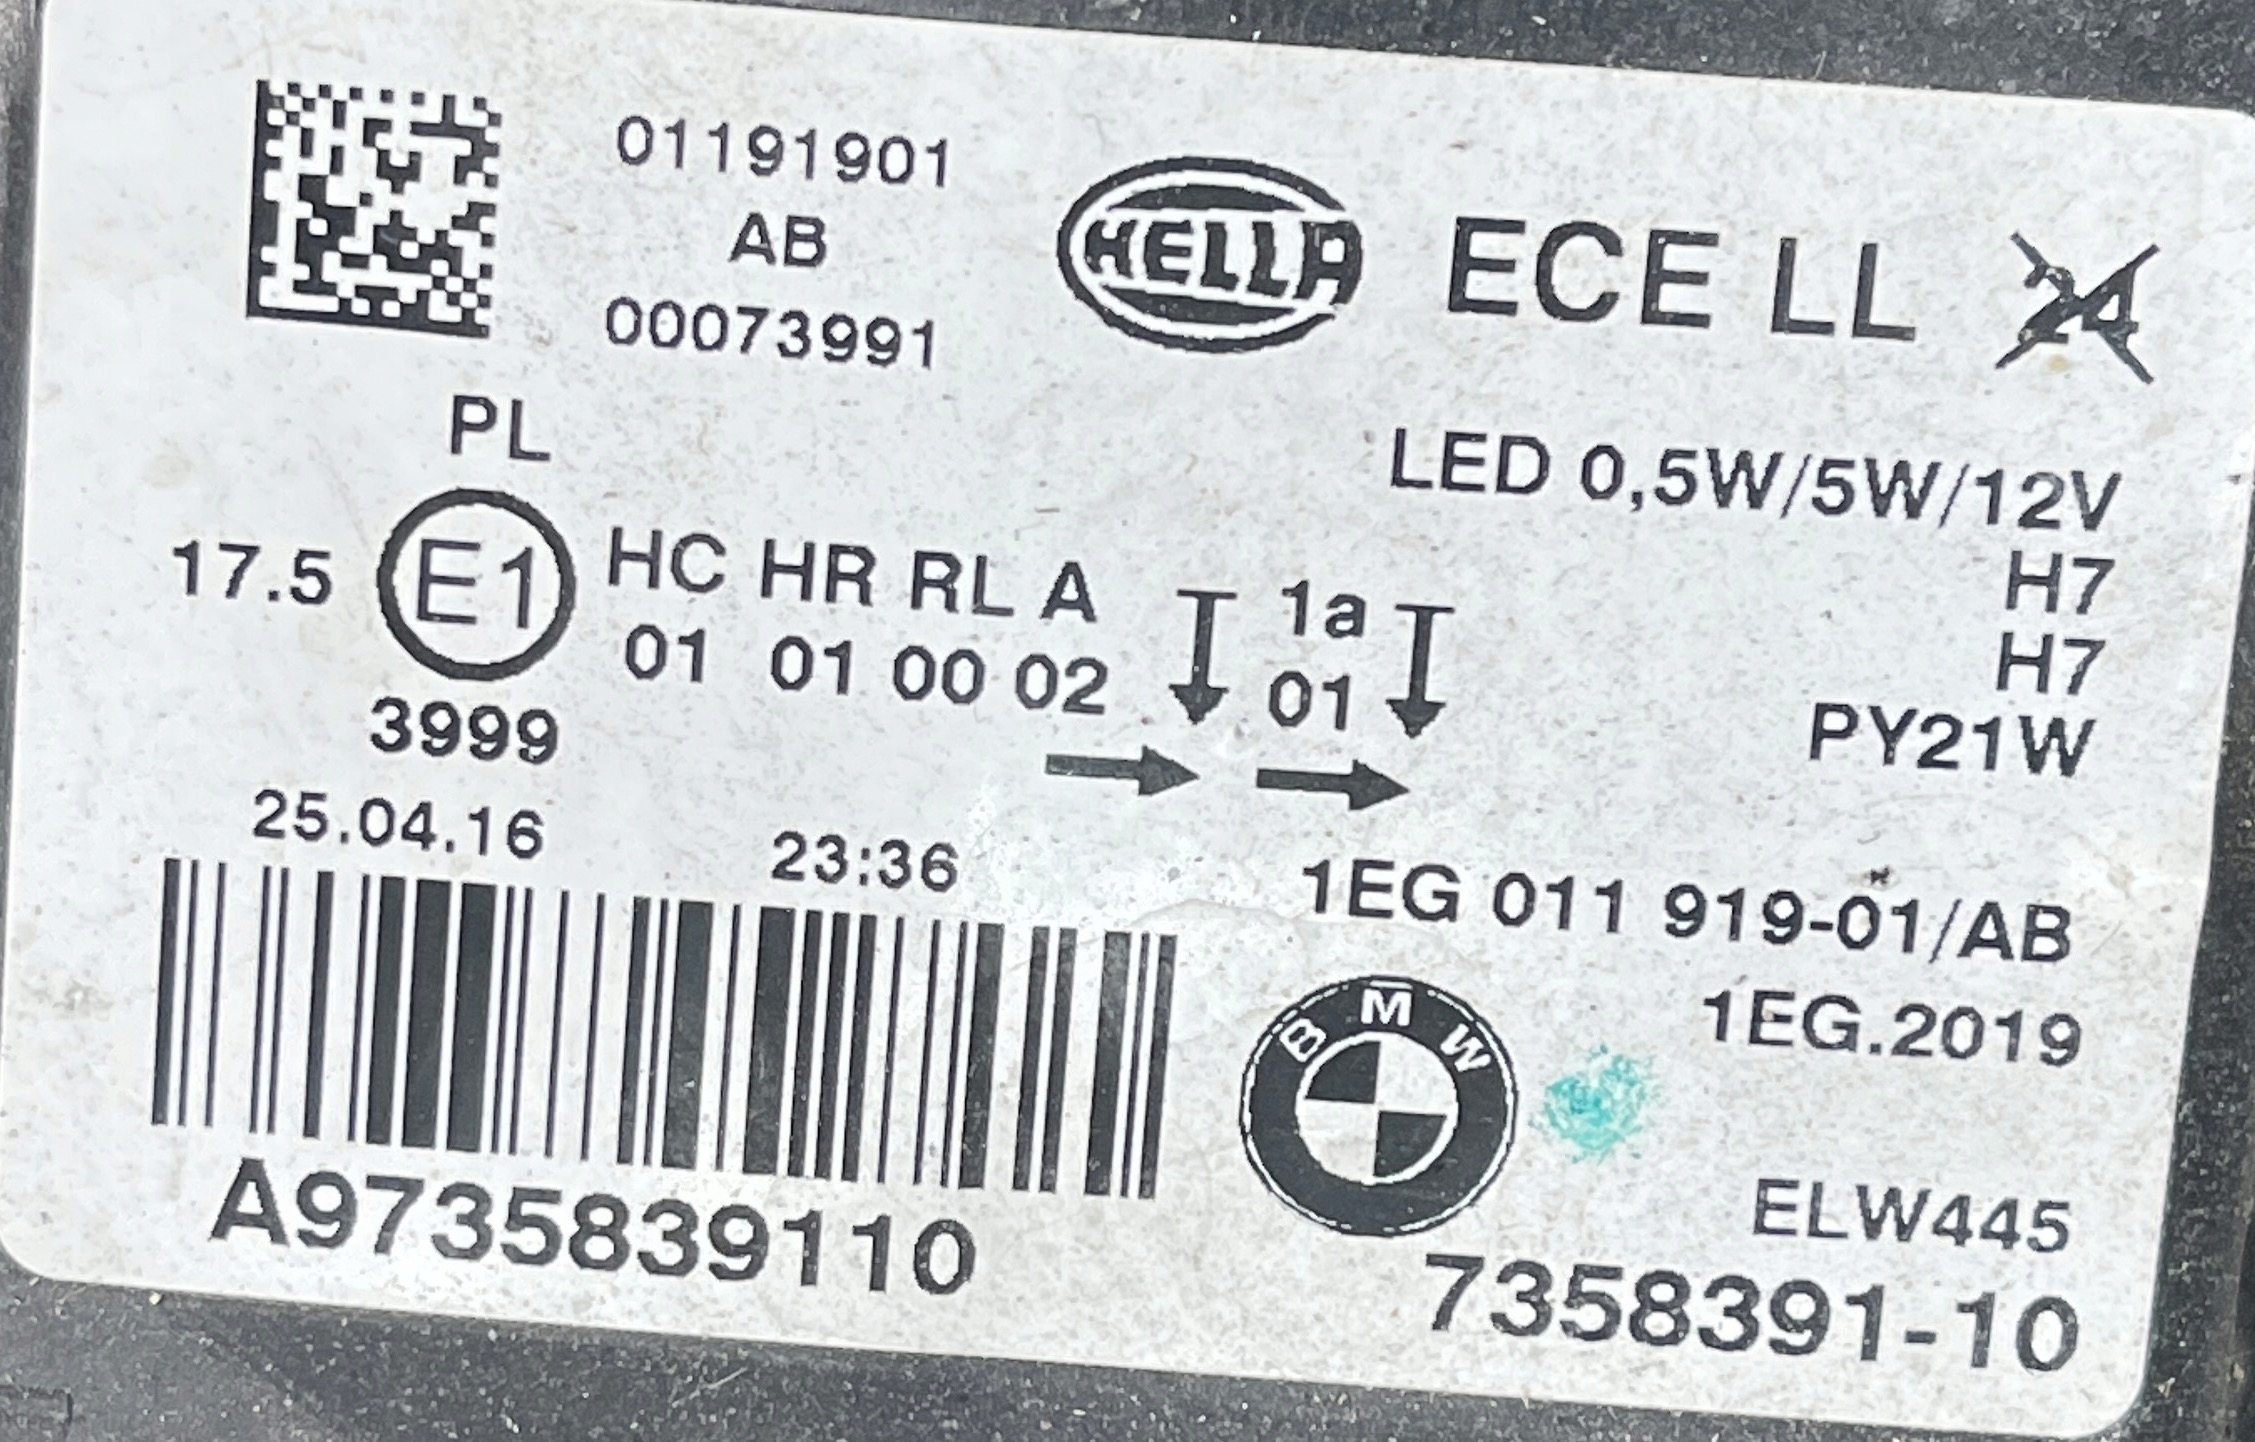 01191901
AB
00073991
HELLA
ECE LL
24
PL
LED 0,5W/5W/12V
H7
H7
PY21W
17.5 E1 HC HR RL A 1a
01 01 00 02 01
3999
25.04.16 23:36
1EG 011 919-01/AB
1EG.2019
BMW
ELW445
A9735839110
7358391-10